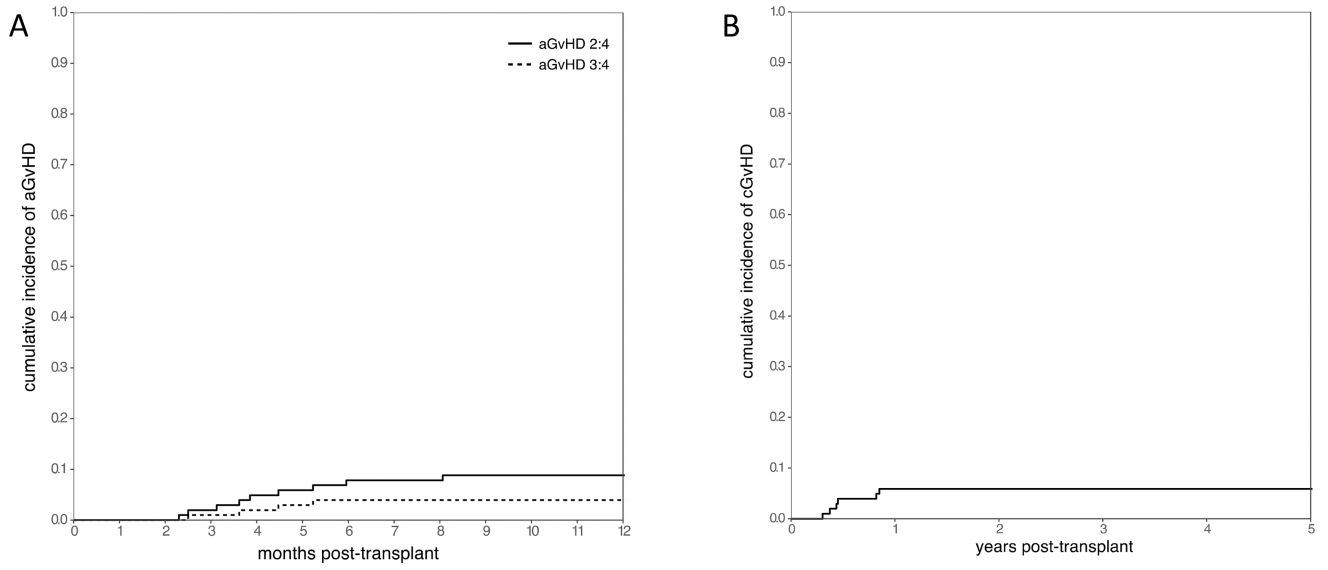 A
cumulative incidence of aGvHD
1.0
0.9
0.8
0.7
0.6
0.5
0.4
0.3
0.2
0.1
0.0
aGvHD 2:4
aGvHD 3:4
0 1 2 3 4 5 6 7 8 9 10 11 12
months post-transplant
B
cumulative incidence of cGvHD
1.0
0.9
0.8
0.7
0.6
0.5
0.4
0.3
0.2
0.1
0.0
0 1 2 3 4 5
years post-transplant